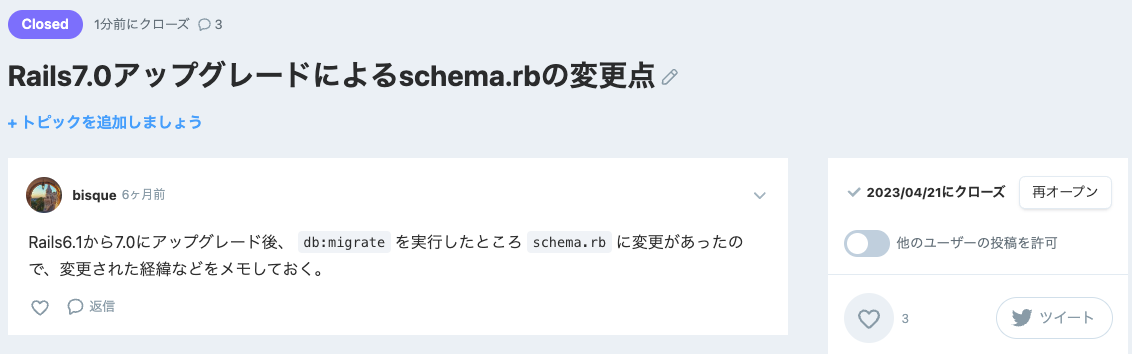 Closed 1分前にクローズ 3
Rails7.0アップグレードによるschema.rbの変更点
+ トピックを追加しましょう
bisque 6ヶ月前
Rails6.1から7.0にアップグレード後、 db:migrate を実行したところ schema.rb に変更があったの
で、変更された経緯などをメモしておく。
返信
2023/04/21にクローズ 再オープン
他のユーザーの投稿を許可
3 ツイート